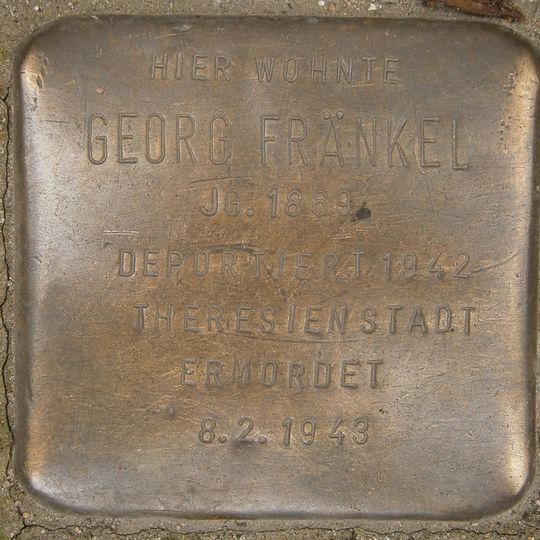 HIER WOHNTE
GEORG FRÄNKEL
JG. 1869
DEPORTIERT 1942
THERESIENSTADT
ERMORDET
8.2.1943